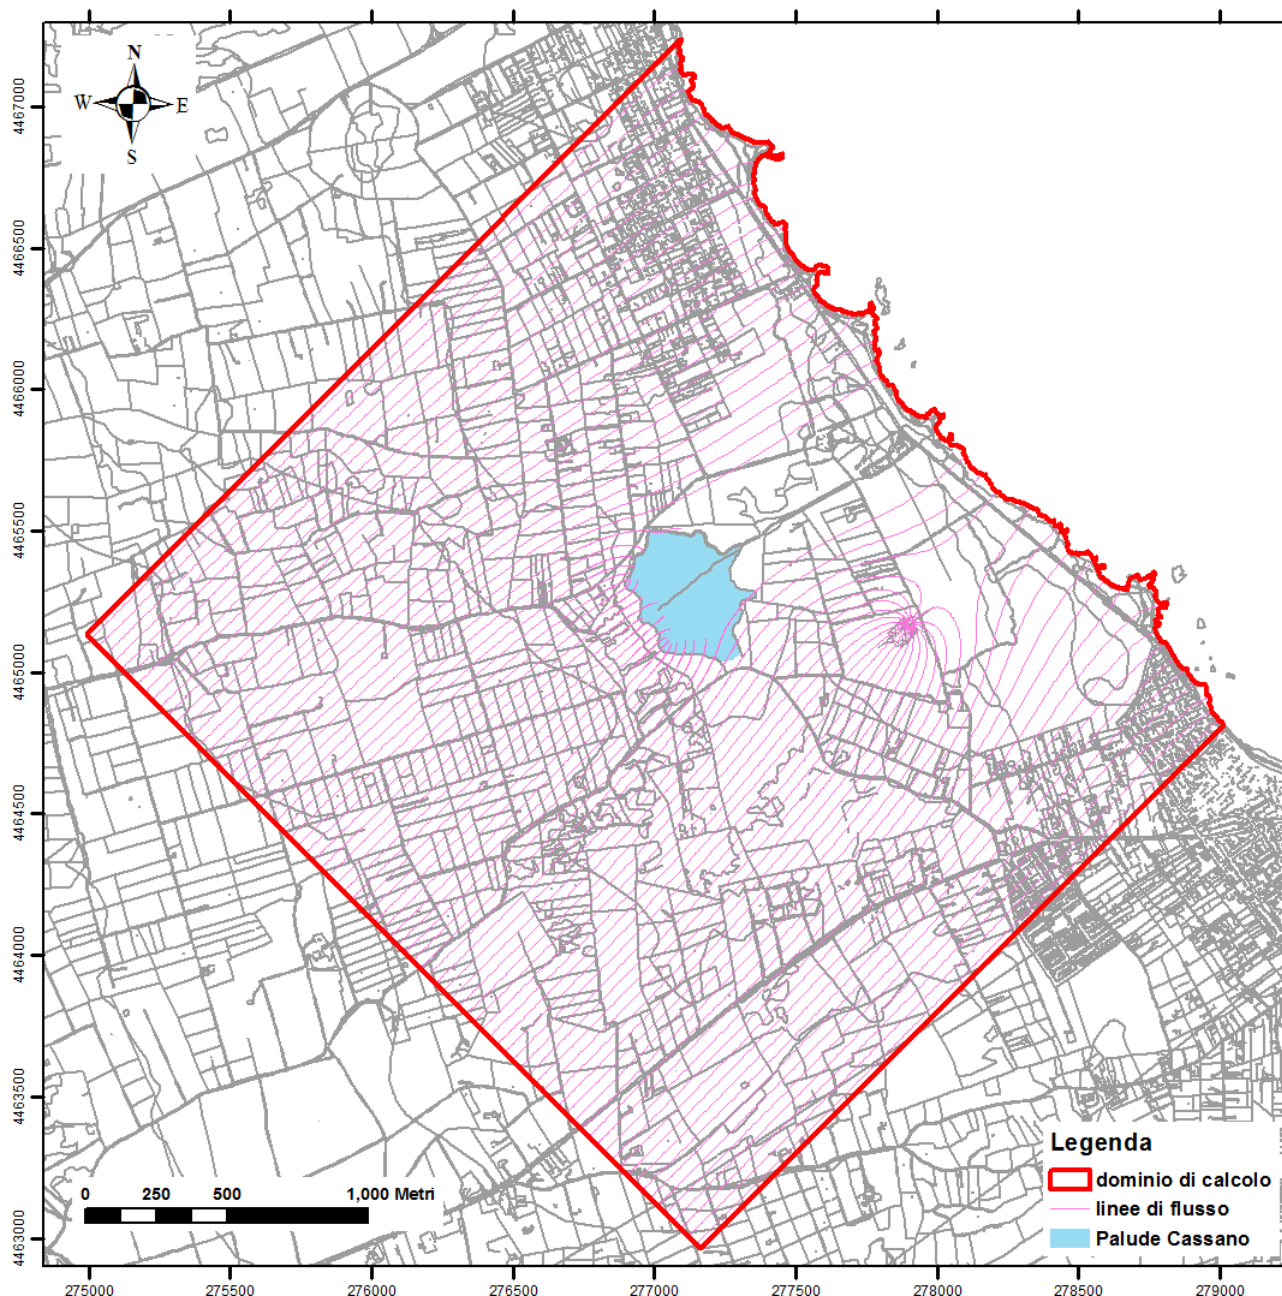 N
W E
S
4467000
4466500
4466000
4465500
4465000
4464500
4464000
4463500
4463000
0 250 500 1,000 Metri
Legenda
dominio di calcolo
linee di flusso
Palude Cassano
275000 275500 276000 276500 277000 277500 278000 278500 279000